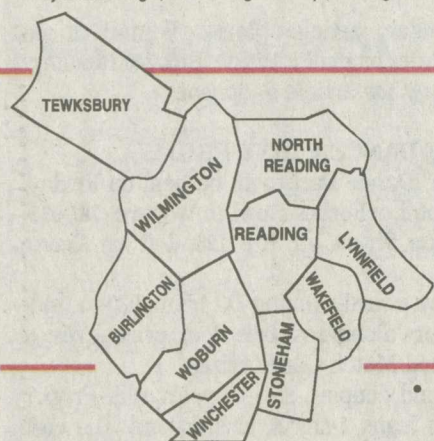 TEWKSBURY
WILMINGTON
NORTH
READING
READING
LYNNFIELD
BURLINGTON
WOBURN
WAKEFIELD
STONEHAM
WINCHESTER